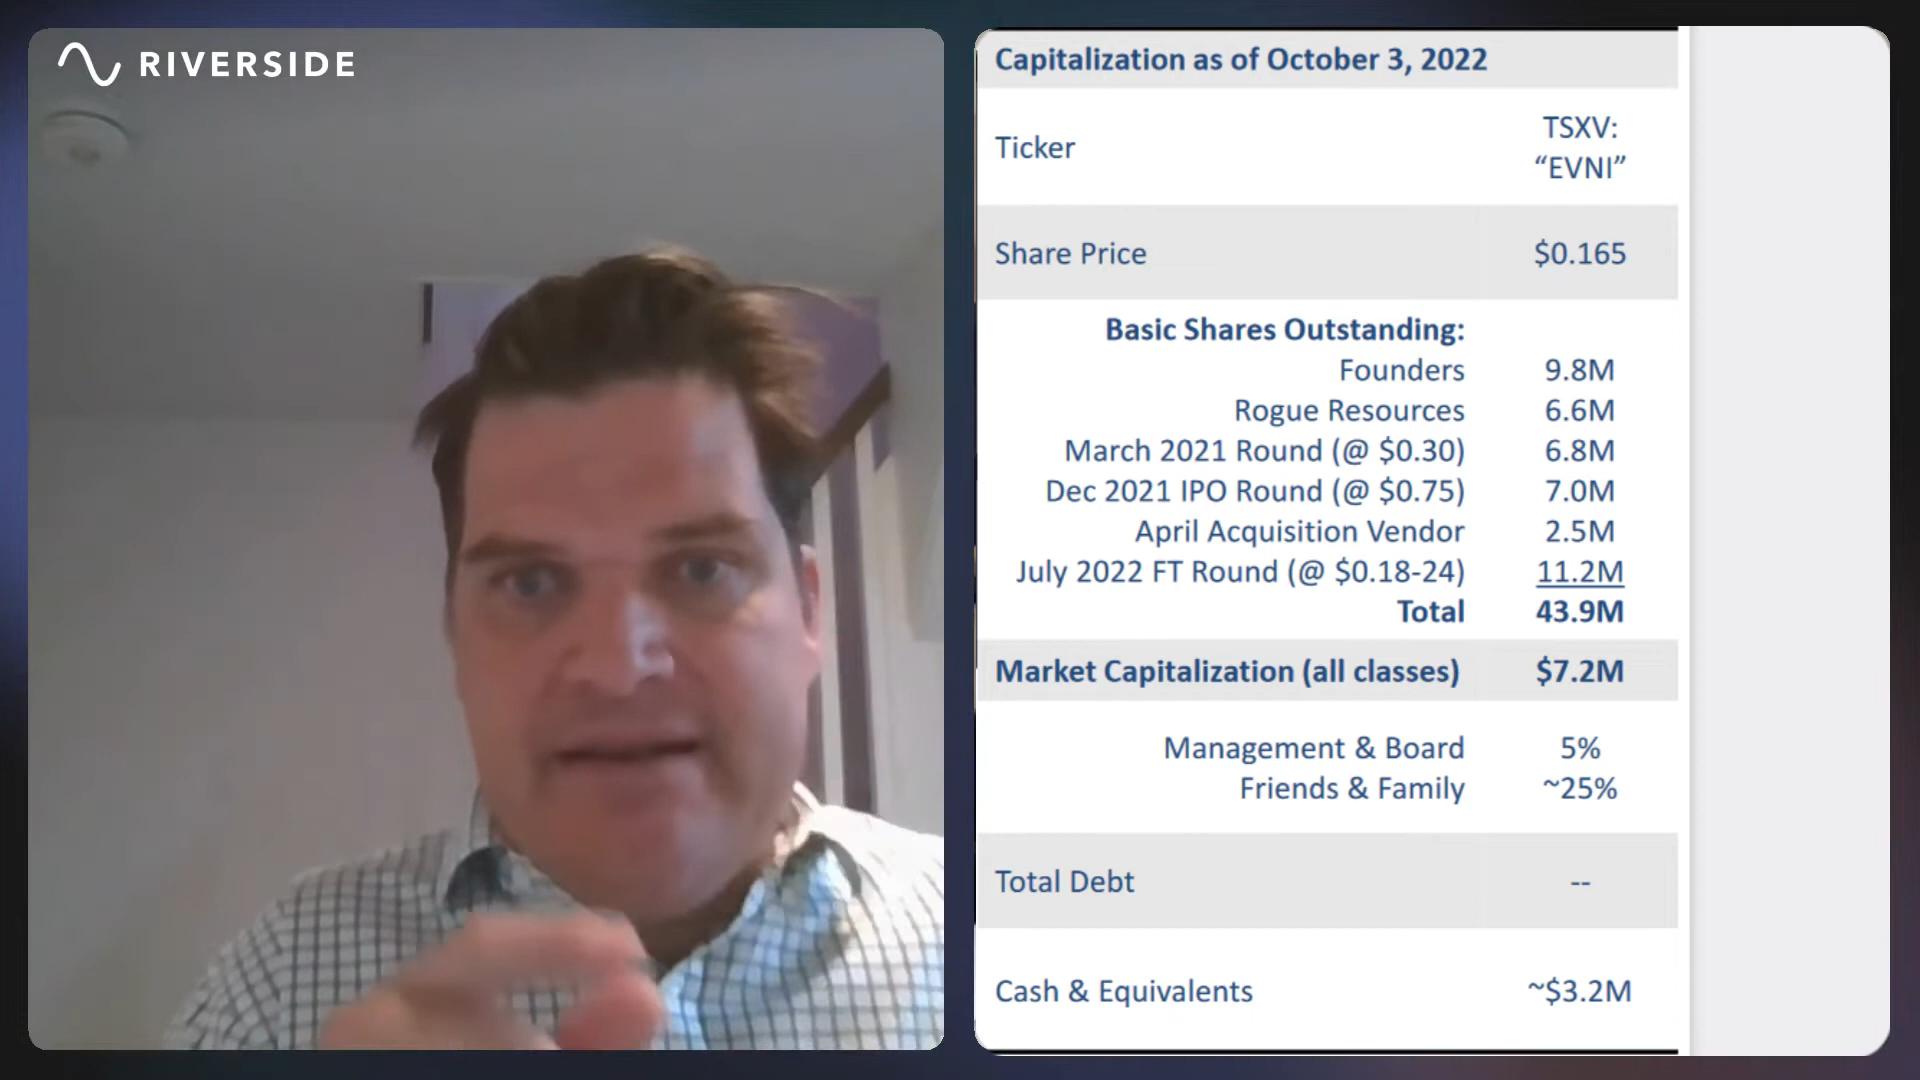 RIVERSIDE
Capitalization as of October 3, 2022
Ticker
TSXV:
“EVNI”
Share Price $0.165
Basic Shares Outstanding:
Founders 9.8M
Rogue Resources 6.6M
March 2021 Round (@ $0.30) 6.8M
Dec 2021 IPO Round (@ $0.75) 7.0M
April Acquisition Vendor 2.5M
July 2022 FT Round (@ $0.18-24) 11.2M
Total 43.9M
Market Capitalization (all classes) $7.2M
Management & Board 5%
Friends & Family ~25%
Total Debt --
Cash & Equivalents ~$3.2M